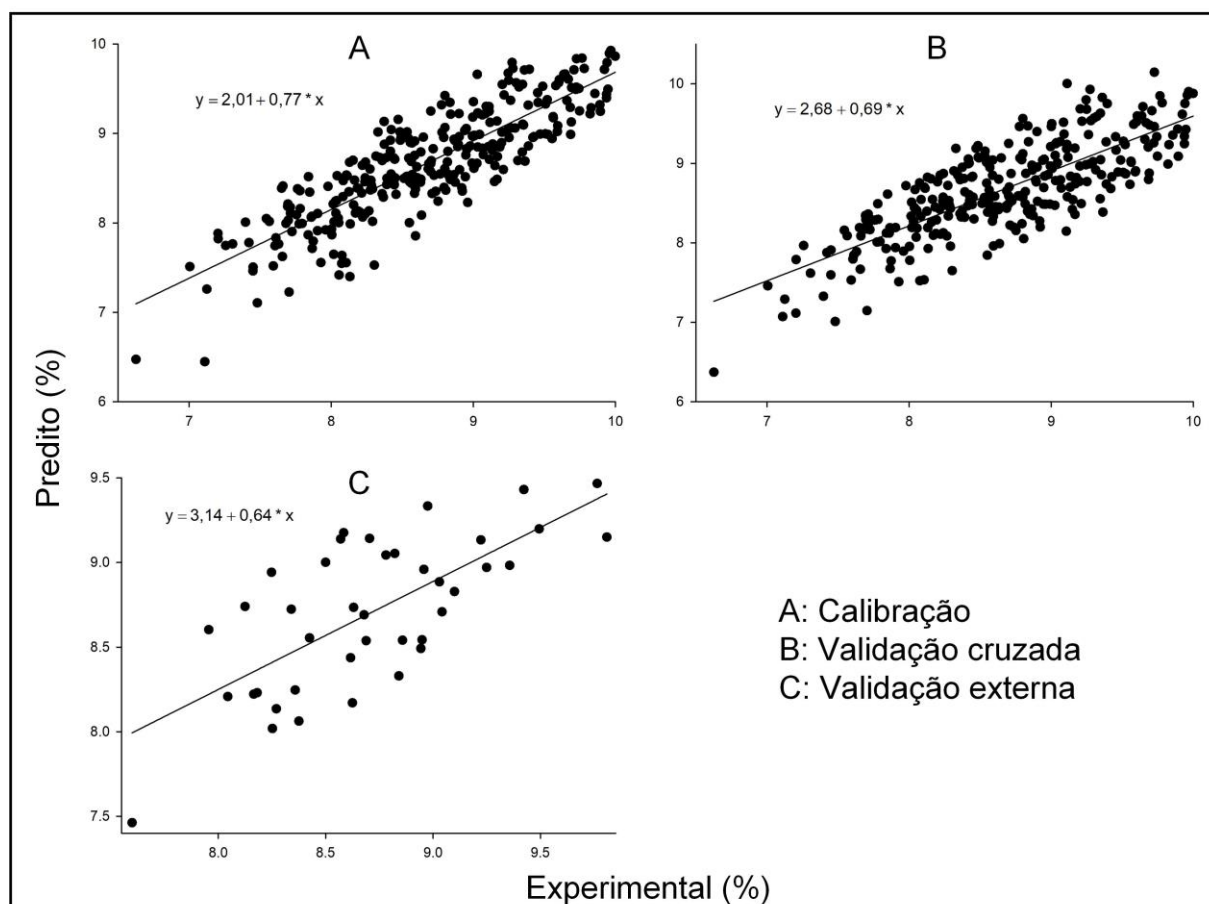 A
y = 2,01 + 0,77 * x
10
9
8
7
6
7
8
9
10
B
y = 2,68 + 0,69 * x
10
9
8
7
6
7
8
9
10
Predito (%)
C
y = 3,14 + 0,64 * x
9.5
9.0
8.5
8.0
7.5
8.0
8.5
9.0
9.5
A: Calibração
B: Validação cruzada
C: Validação externa
Experimental (%)